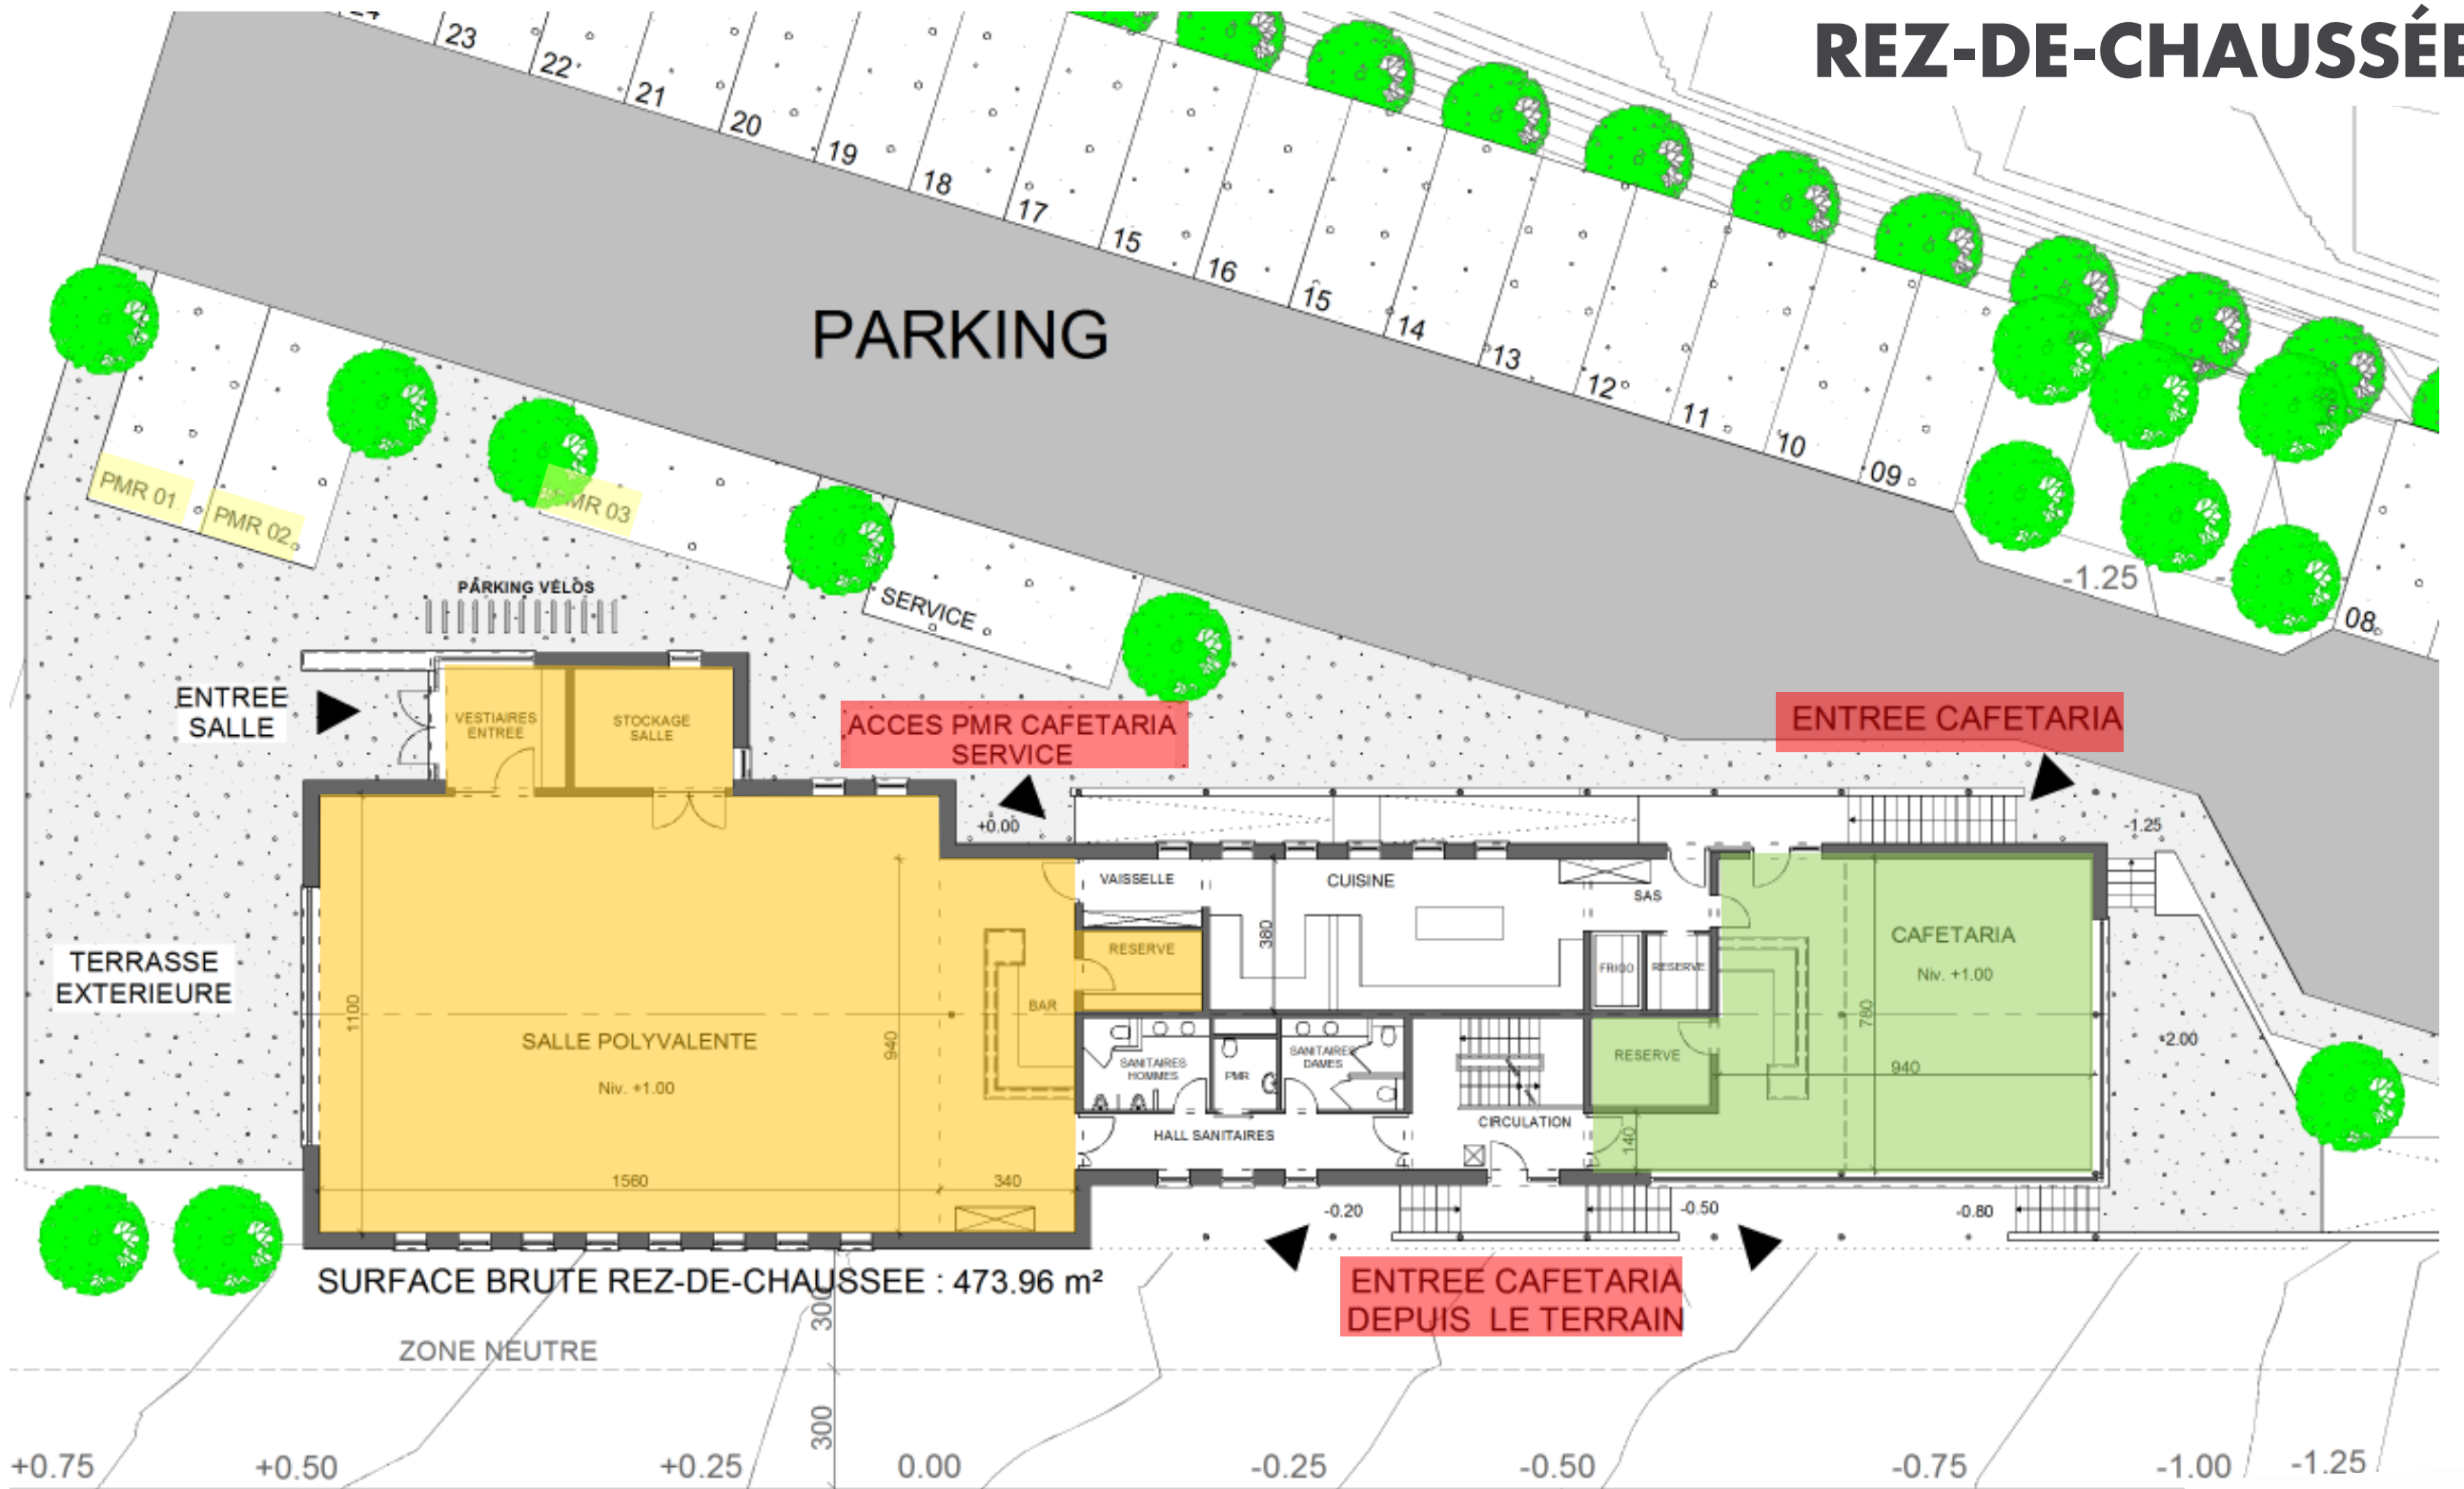 REZ-DE-CHAUSSÉE
23
22
21
20
19
18
17
15
16
15
14
13
12
11
10
09
08
PARKING
-1.25
PMR 01
PMR 02
PMR 03
SERVICE
PARKING VÉLOS
ENTREE
SALLE
VESTIAIRES
ENTREE
STOCKAGE
SALLE
ACCES PMR CAFETARIA
SERVICE
ENTREE CAFETARIA
+0.00
-1.25
VAISSELLE
CUISINE
SAS
380
RESERVE
FRIGO
RESERVE
CAFETARIA
Niv. +1.00
TERRASSE
EXTERIEURE
1100
BAR
940
780
SALLE POLYVALENTE
Niv. +1.00
SANITAIRES
HOMMES
PMR
SANITAIRES
DAMES
RESERVE
940
+2.00
HALL SANITAIRES
CIRCULATION
140
1560
340
-0.20
-0.50
-0.80
SURFACE BRUTE REZ-DE-CHAUSSEE : 473.96 m²
ENTREE CAFETARIA
DEPUIS LE TERRAIN
300
ZONE NEUTRE
300
+0.75
+0.50
+0.25
0.00
-0.25
-0.50
-0.75
-1.00
-1.25